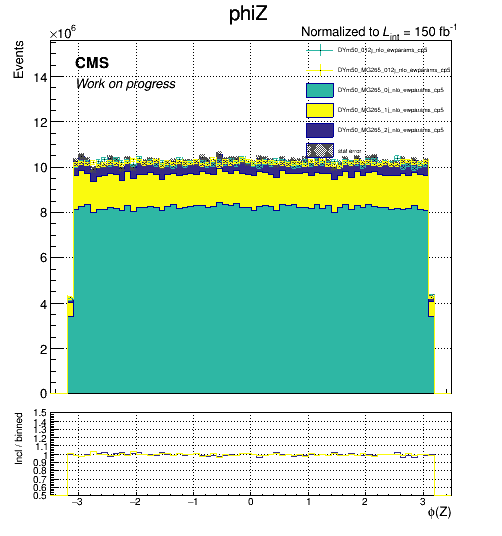 phiZ
Normalized to L_int = 150 fb^-1
×10^6
Events
CMS
Work on progress
DYm50_012j_nlo_ewparams_cp5
DYm50_MG265_012j_nlo_ewparams_cp5
DYm50_MG265_0j_nlo_ewparams_cp5
DYm50_MG265_1j_nlo_ewparams_cp5
DYm50_MG265_2j_nlo_ewparams_cp5
stat error
14
12
10
8
6
4
2
0
Incl / binned
1.5
1.4
1.3
1.2
1.1
1
0.9
0.8
0.7
0.6
0.5
−3 −2 −1 0 1 2 3
ϕ(Z)